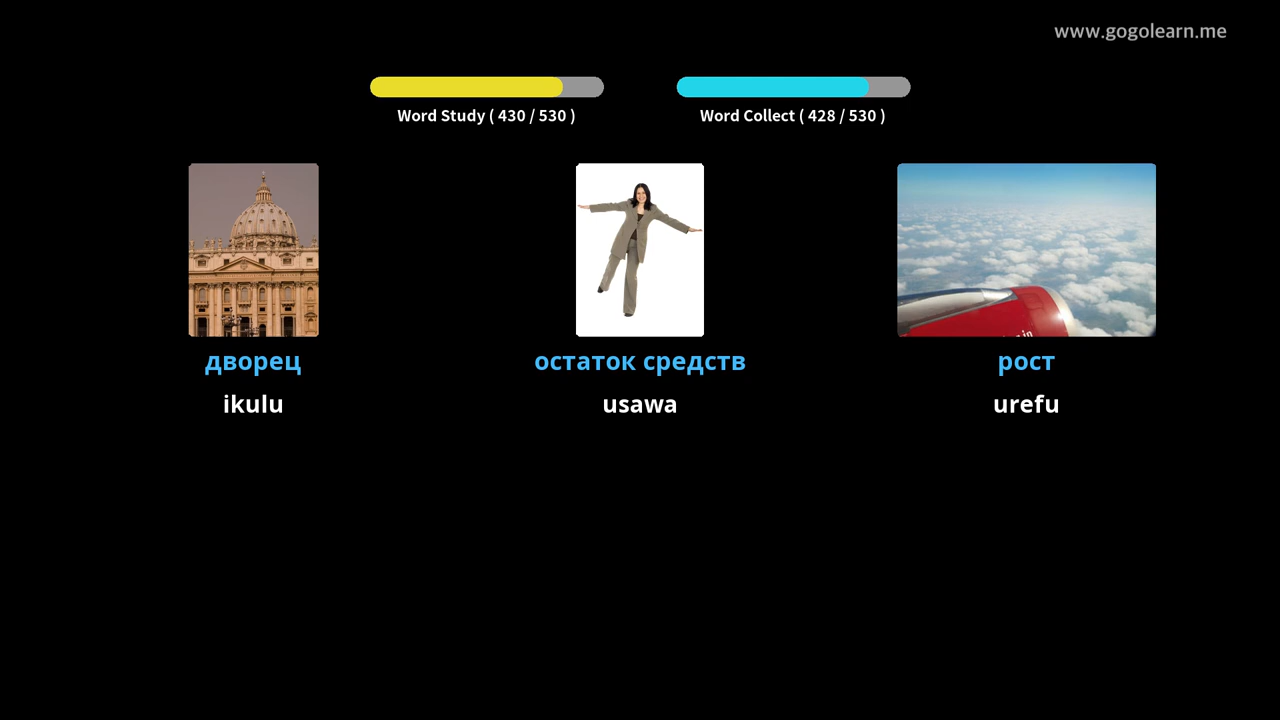 www.gogolearn.me
Word Study ( 430 / 530 )
Word Collect ( 428 / 530 )
дворец
остаток средств
рост
ikulu
usawa
urefu